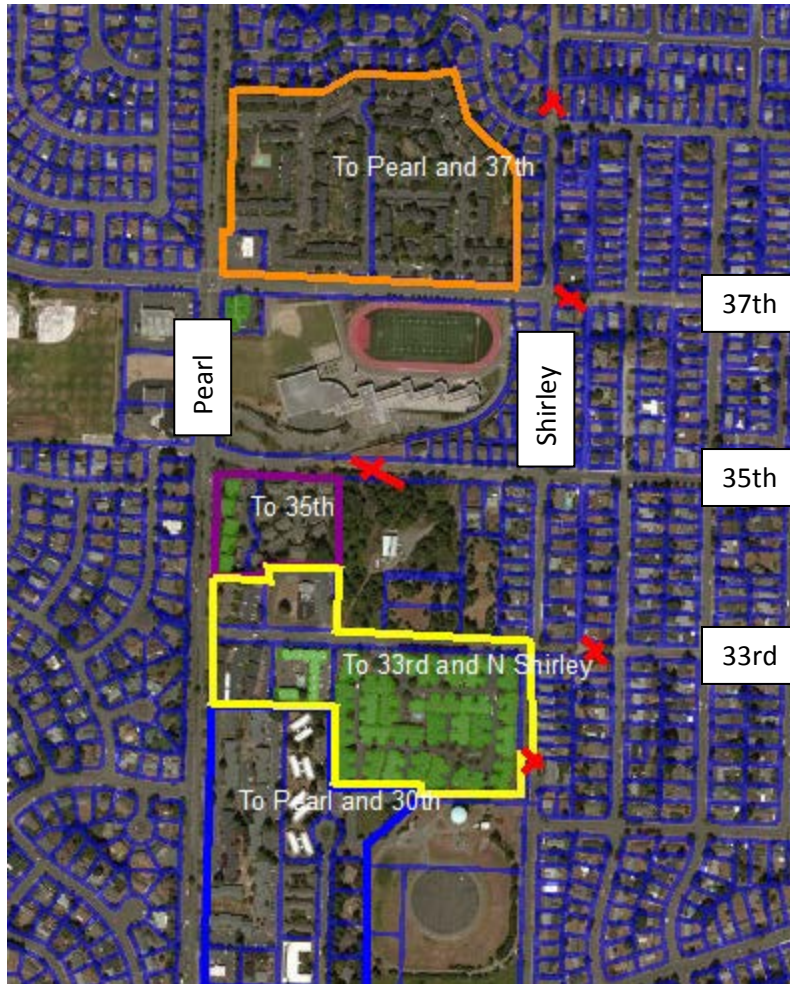 To Pearl and 37th
37th
Pearl
Shirley
35th
To 35th
33rd
To 33rd and N Shirley
To Pearl and 30th